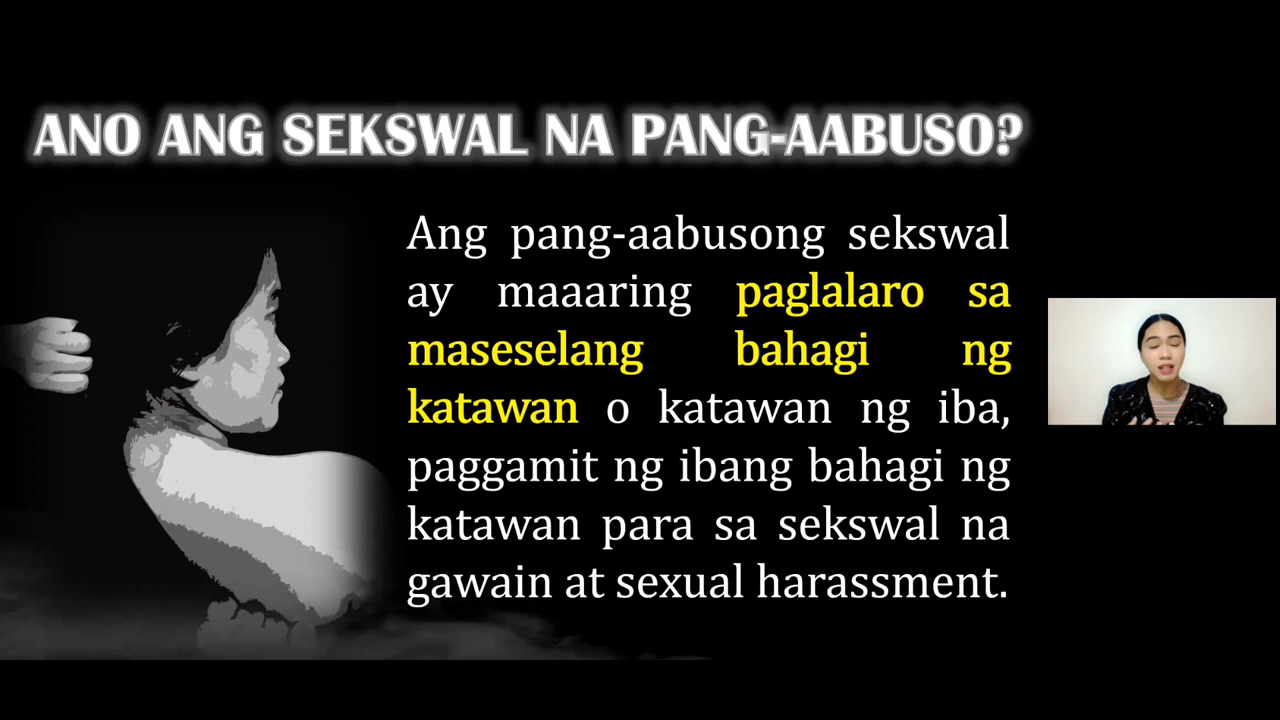 ANO ANG SEKSWAL NA PANG-AABUSO?
Ang pang-aabusong sekswal
ay maaaring paglalaro sa
maseselang bahagi ng
katawan o katawan ng iba,
paggamit ng ibang bahagi ng
katawan para sa sekswal na
gawain at sexual harassment.